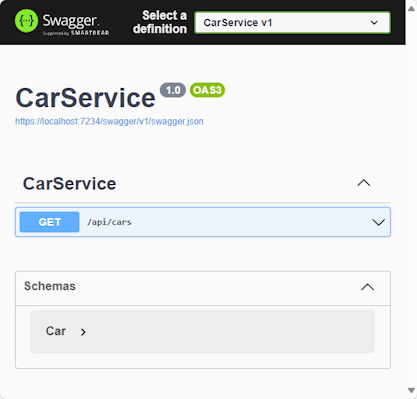 Swagger.
Supported by SMARTBEAR
Select a definition
CarService v1
CarService 1.0 OAS3
https://localhost:7234/swagger/v1/swagger.json
CarService
GET /api/cars
Schemas
Car